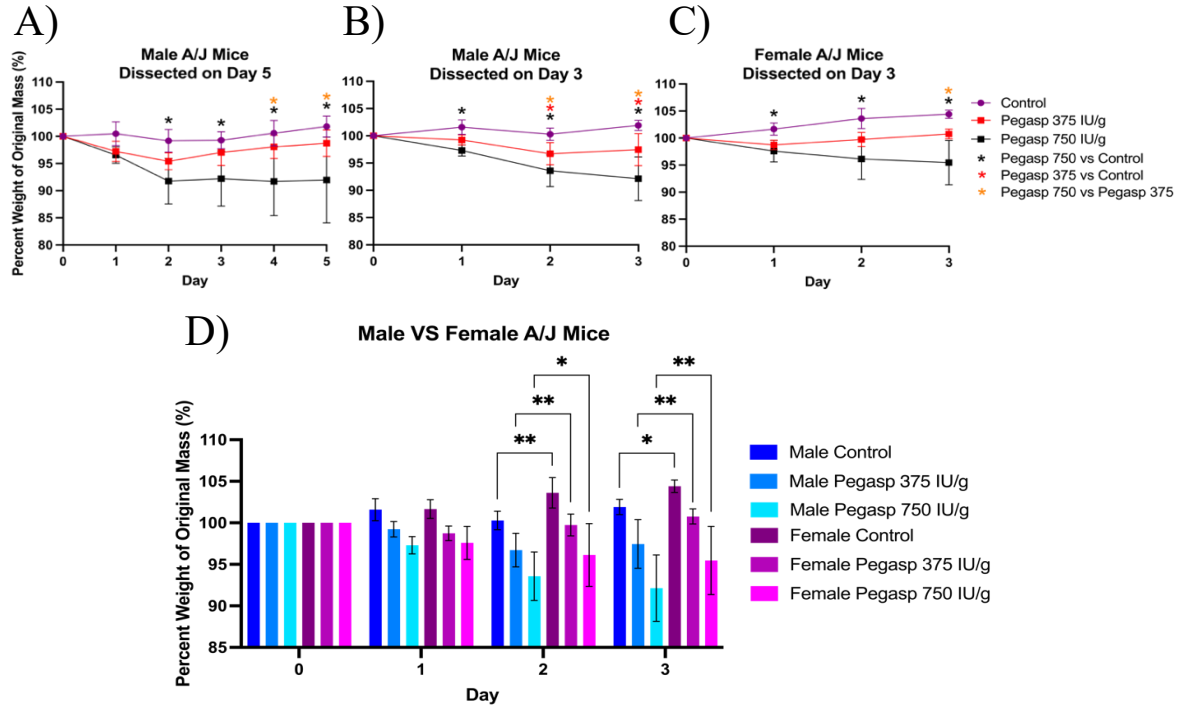 A)
Male A/J Mice
Dissected on Day 5
Percent Weight of Original Mass (%)
110
105
100
95
90
85
80
* *
* * * *
0 1 2 3 4 5
Day
B)
Male A/J Mice
Dissected on Day 3
110
105
100
95
90
85
80
* *
* *
* * *
0 1 2 3
Day
C)
Female A/J Mice
Dissected on Day 3
110
105
100
95
90
85
80
*
* * *
0 1 2 3
Day
Control
Pegasp 375 IU/g
Pegasp 750 IU/g
* Pegasp 750 vs Control
* Pegasp 375 vs Control
* Pegasp 750 vs Pegasp 375
D)
Male VS Female A/J Mice
Percent Weight of Original Mass (%)
110
105
100
95
90
85
* **
** **
** *
0 1 2 3
Day
Male Control
Male Pegasp 375 IU/g
Male Pegasp 750 IU/g
Female Control
Female Pegasp 375 IU/g
Female Pegasp 750 IU/g